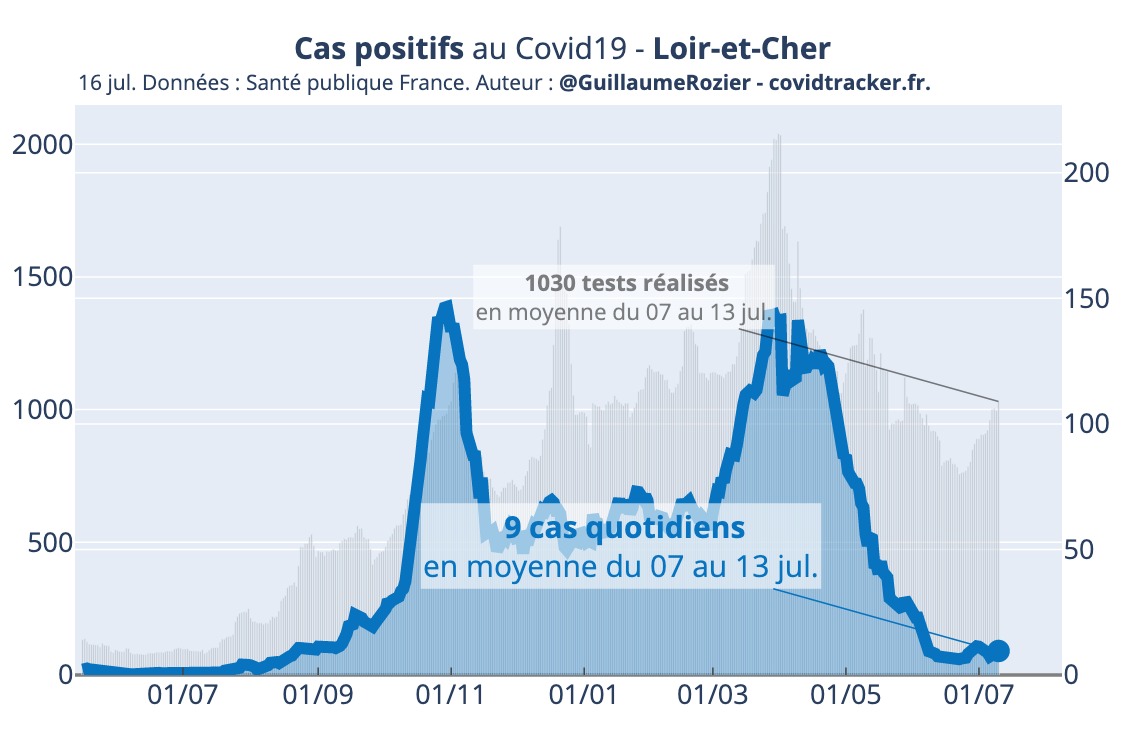 Cas positifs au Covid19 - Loir-et-Cher
16 jul. Données : Santé publique France. Auteur : @GuillaumeRozier - covidtracker.fr.
2000
1500
1000
500
0
200
150
100
50
0
1030 tests réalisés
en moyenne du 07 au 13 jul.
9 cas quotidiens
en moyenne du 07 au 13 jul.
01/07
01/09
01/11
01/01
01/03
01/05
01/07